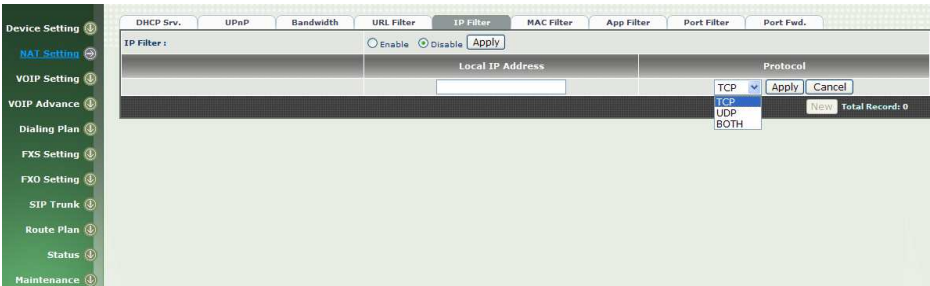 DHCP Srv. UPnP Bandwidth URL Filter IP Filter MAC Filter App Filter Port Filter Port Fwd.
Device Setting
NAT Setting
VOIP Setting
VOIP Advance
Dialing Plan
FXS Setting
FXO Setting
SIP Trunk
Route Plan
Status
Maintenance
IP Filter : Enable Disable Apply
Local IP Address Protocol
TCP Apply Cancel
TCP
UDP
BOTH
New Total Record: 0